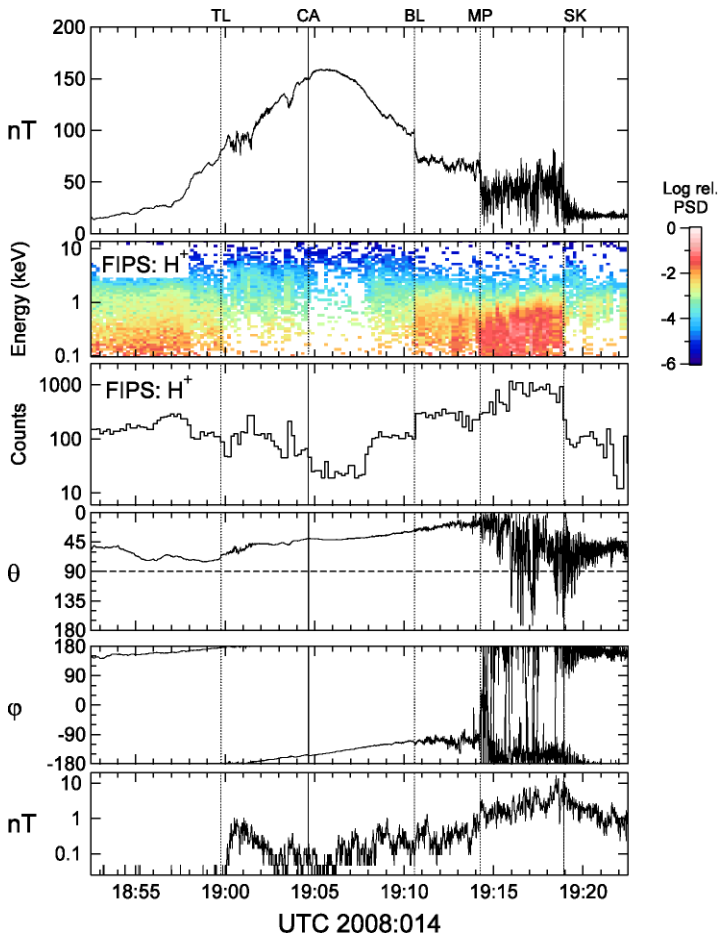 TL CA BL MP SK
200
150
nT 100
50
0
Log rel.
PSD
10 FIPS: H+ 0
Energy (keV) 1 -2
-4
0.1 -6
1000 FIPS: H+
Counts 100
10
0
45
θ 90
135
180
180
90
φ 0
-90
-180
10
nT 1
0.1
18:55 19:00 19:05 19:10 19:15 19:20
UTC 2008:014